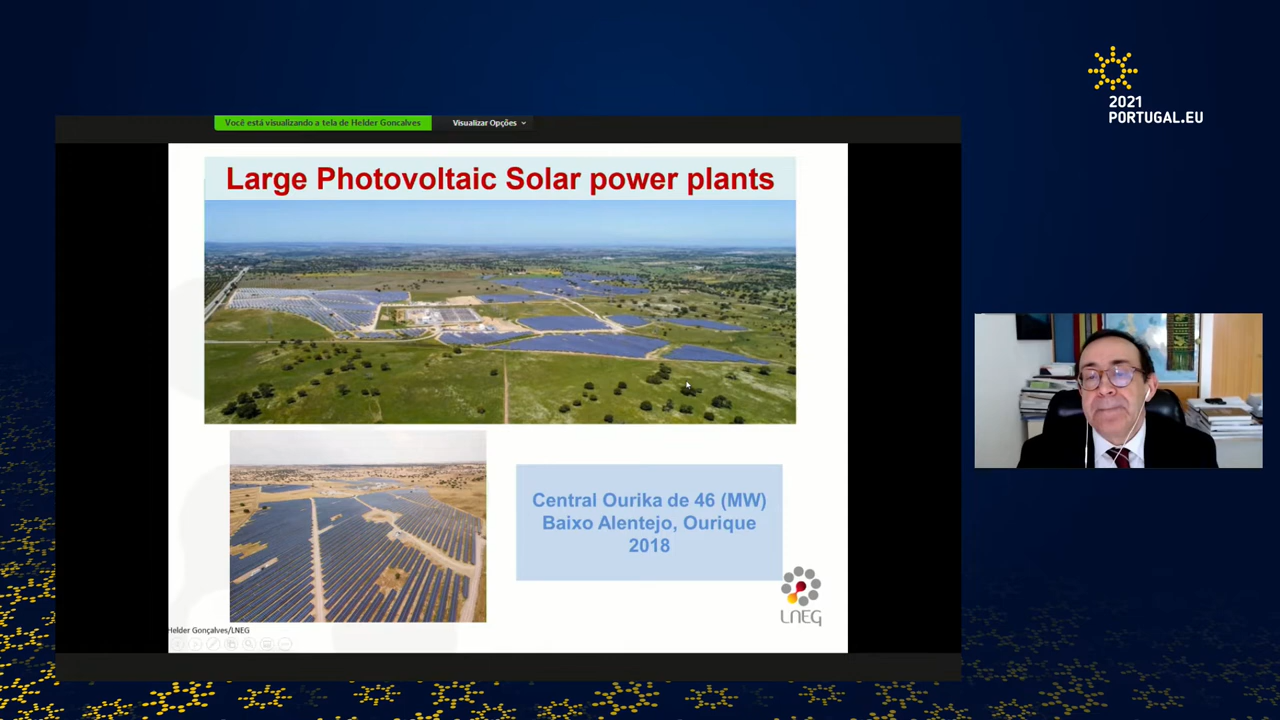 2021
PORTUGAL.EU
Você está visualizando a tela de Helder Goncalves
Visualizar Opções
Large Photovoltaic Solar power plants
Central Ourika de 46 (MW)
Baixo Alentejo, Ourique
2018
LNEG
Helder Gonçalves/LNEG